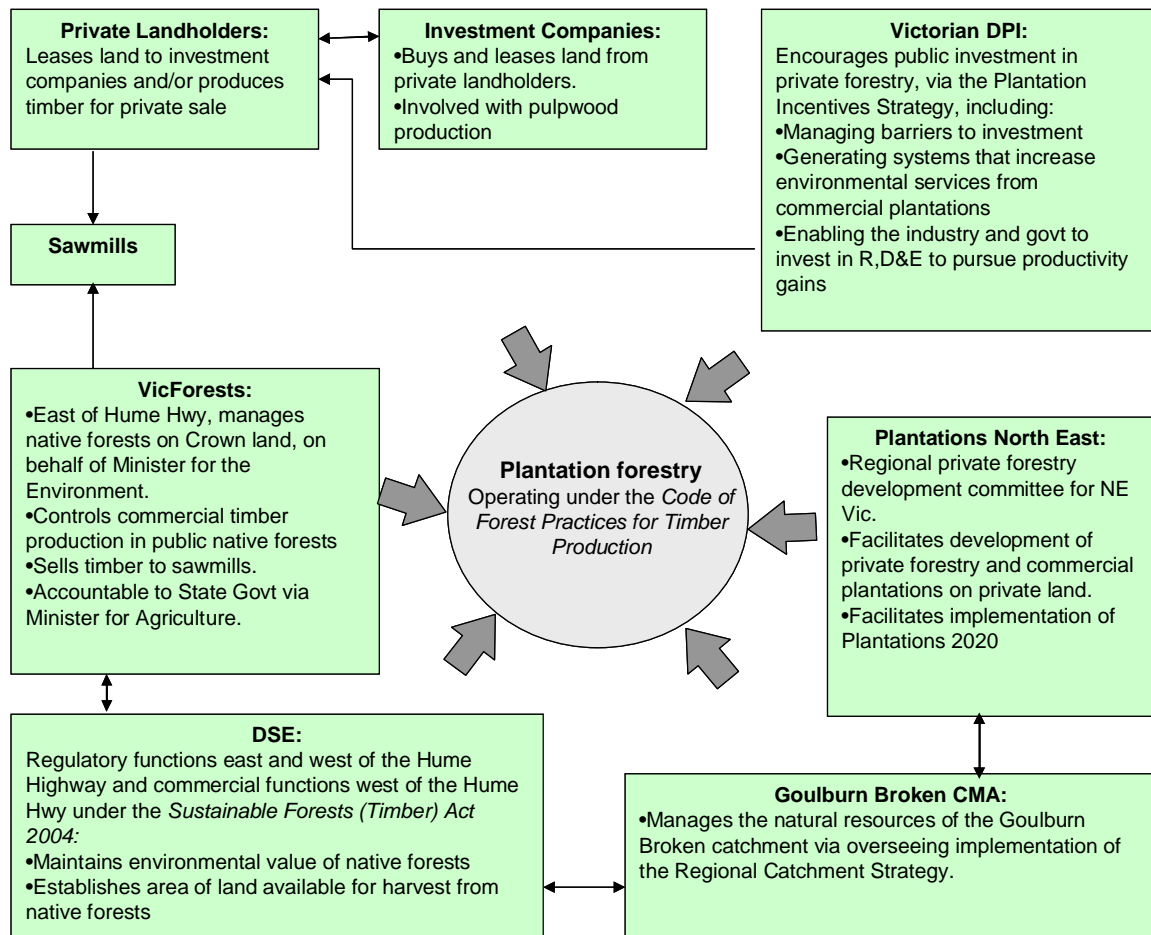 Private Landholders:
Leases land to investment
companies and/or produces
timber for private sale
Investment Companies:
•Buys and leases land from
private landholders.
•Involved with pulpwood
production
Victorian DPI:
Encourages public investment in
private forestry, via the Plantation
Incentives Strategy, including:
•Managing barriers to investment
•Generating systems that increase
environmental services from
commercial plantations
•Enabling the industry and govt to
invest in R,D&E to pursue productivity
gains
Sawmills
VicForests:
•East of Hume Hwy, manages
native forests on Crown land, on
behalf of Minister for the
Environment.
•Controls commercial timber
production in public native forests
•Sells timber to sawmills.
•Accountable to State Govt via
Minister for Agriculture.
Plantation forestry
Operating under the Code of
Forest Practices for Timber
Production
Plantations North East:
•Regional private forestry
development committee for NE
Vic.
•Facilitates development of
private forestry and commercial
plantations on private land.
•Facilitates implementation of
Plantations 2020
DSE:
Regulatory functions east and west of the Hume
Highway and commercial functions west of the Hume
Hwy under the Sustainable Forests (Timber) Act
2004:
•Maintains environmental value of native forests
•Establishes area of land available for harvest from
native forests
Goulburn Broken CMA:
•Manages the natural resources of the Goulburn
Broken catchment via overseeing implementation
of the Regional Catchment Strategy.